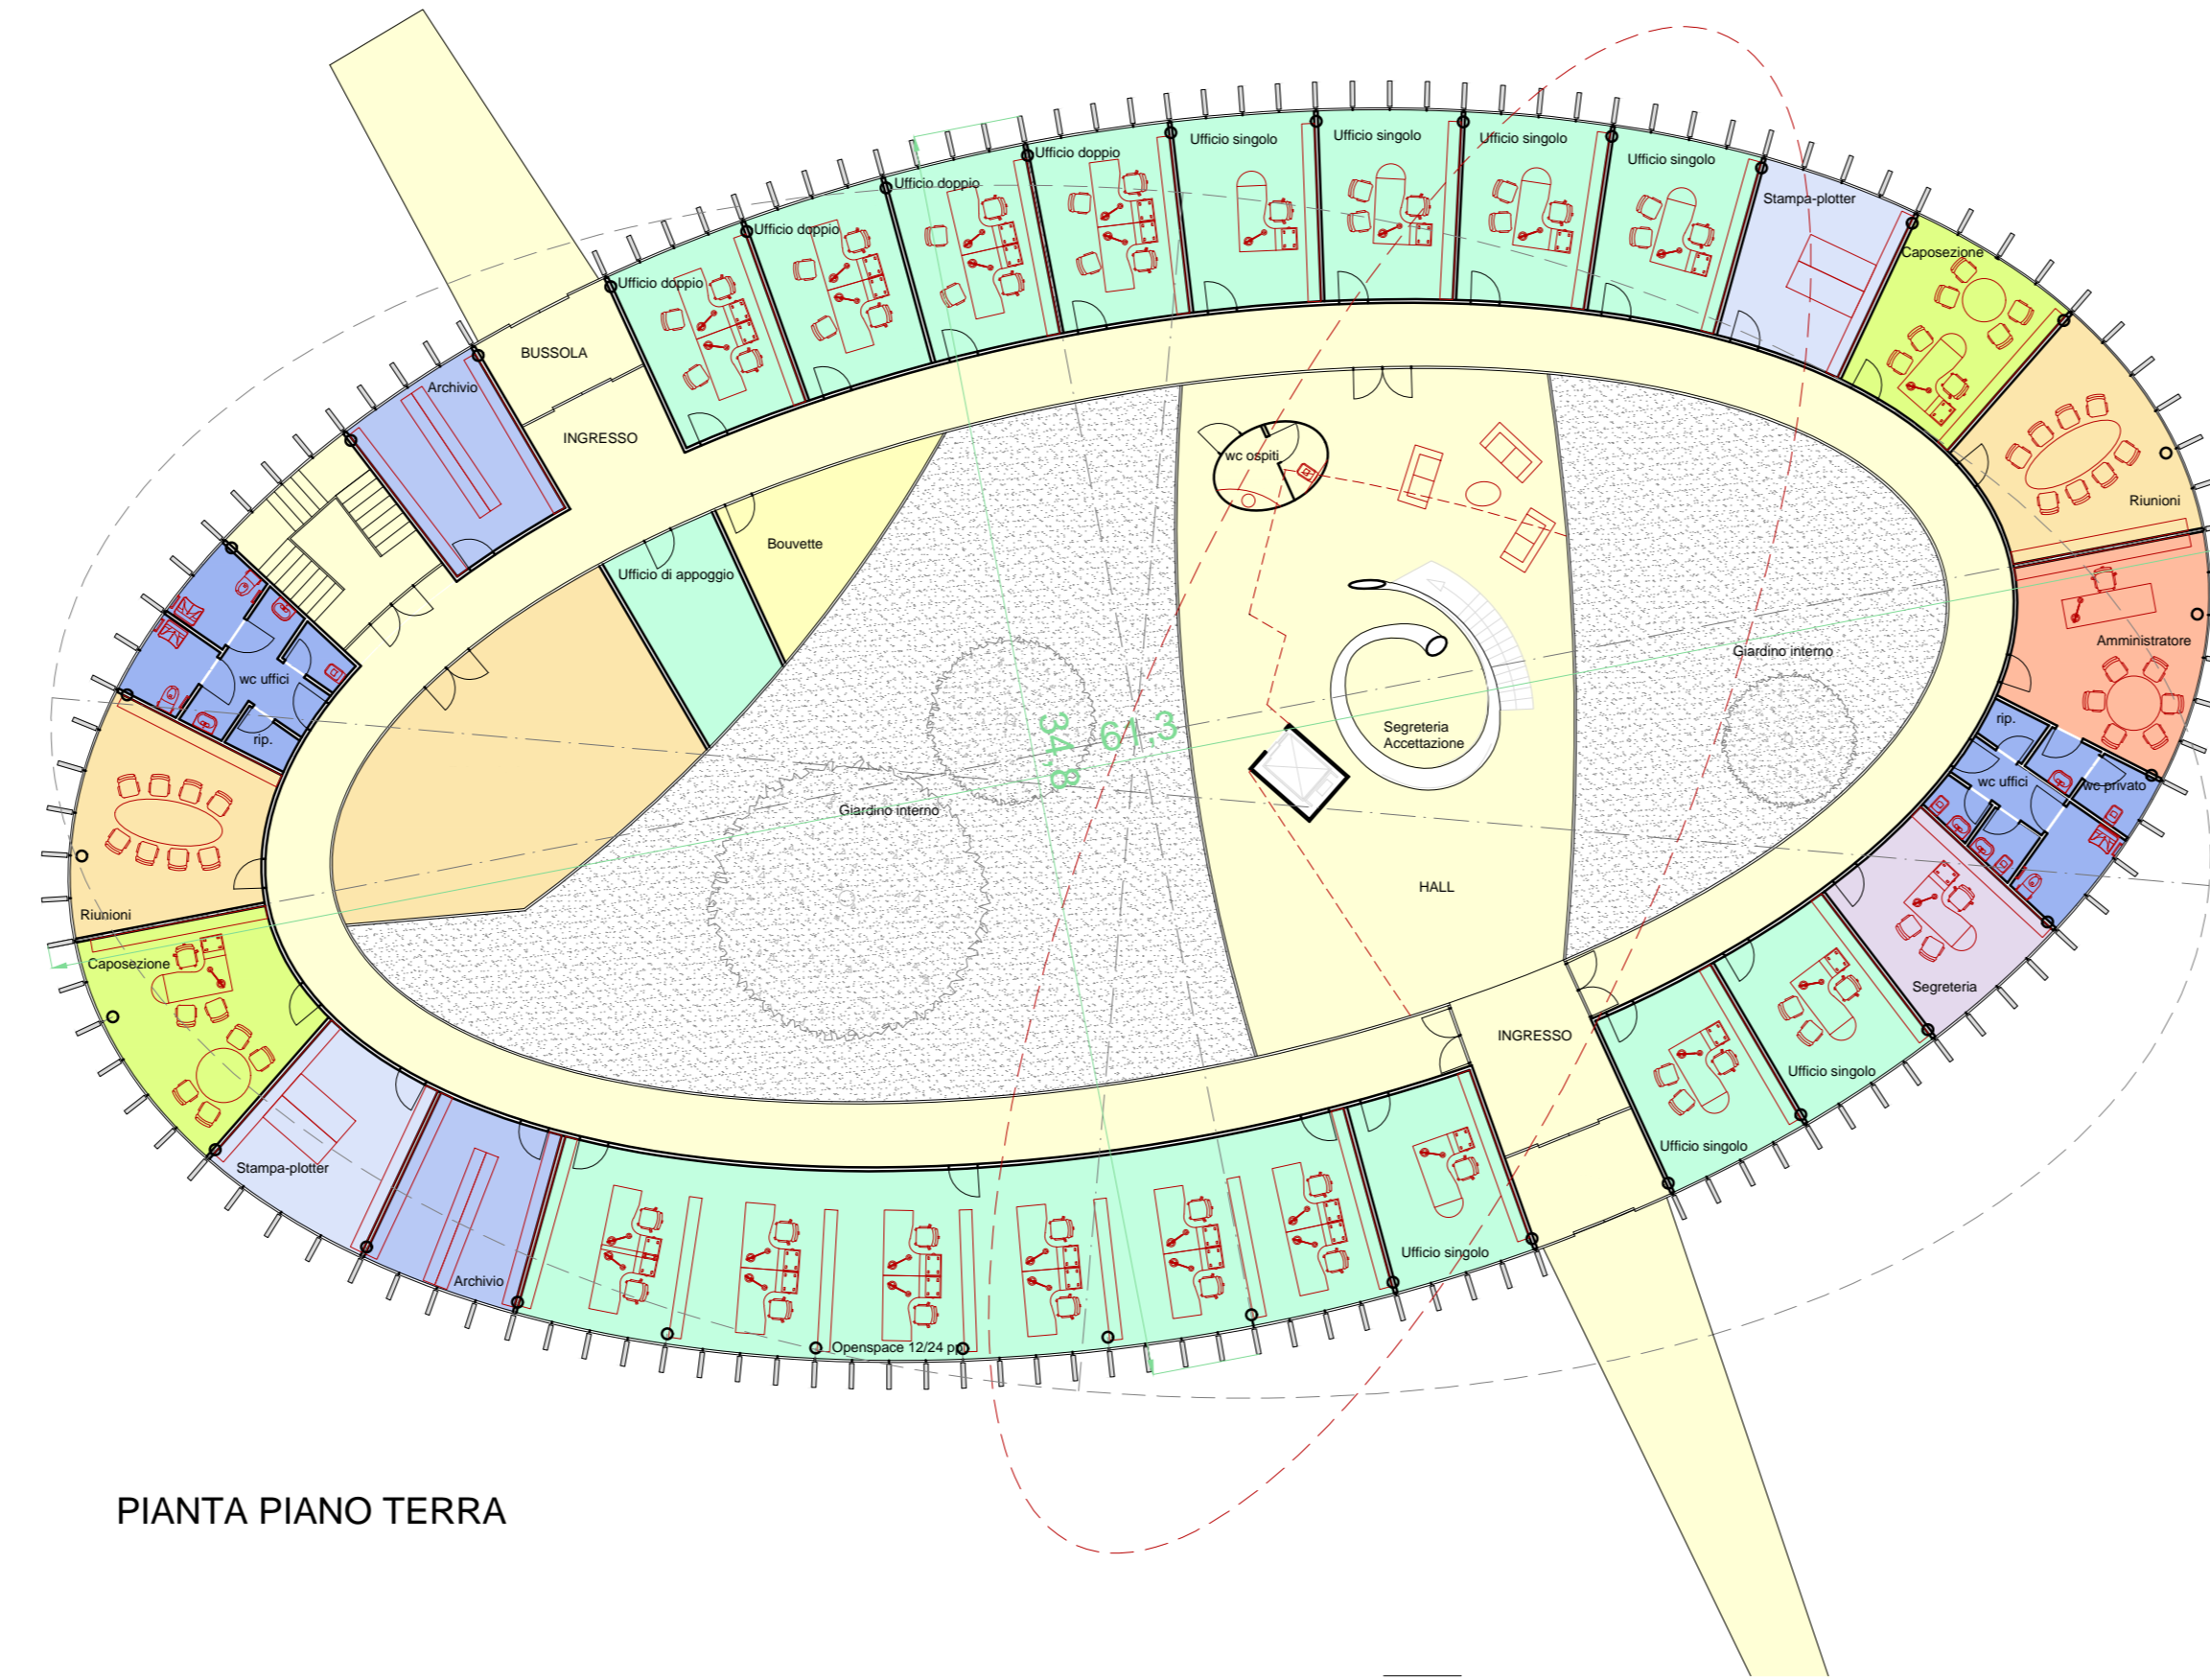 Ufficio singolo
Ufficio singolo
Ufficio singolo
Ufficio singolo
Ufficio doppio
Ufficio doppio
Ufficio doppio
Ufficio doppio
Stampa-plotter
Caposezione
BUSSOLA
Archivio
INGRESSO
wc ospiti
Riunioni
Bouvette
Ufficio di appoggio
Giardino interno
Amministratore
wc uffici
rip.
34,8
61,3
Segreteria
Accettazione
rip.
wc uffici
wc privato
Giardino interno
HALL
Riunioni
Caposezione
Segreteria
INGRESSO
Ufficio singolo
Ufficio singolo
Stampa-plotter
Archivio
Ufficio singolo
Openspace 12/24 pp
PIANTA PIANO TERRA